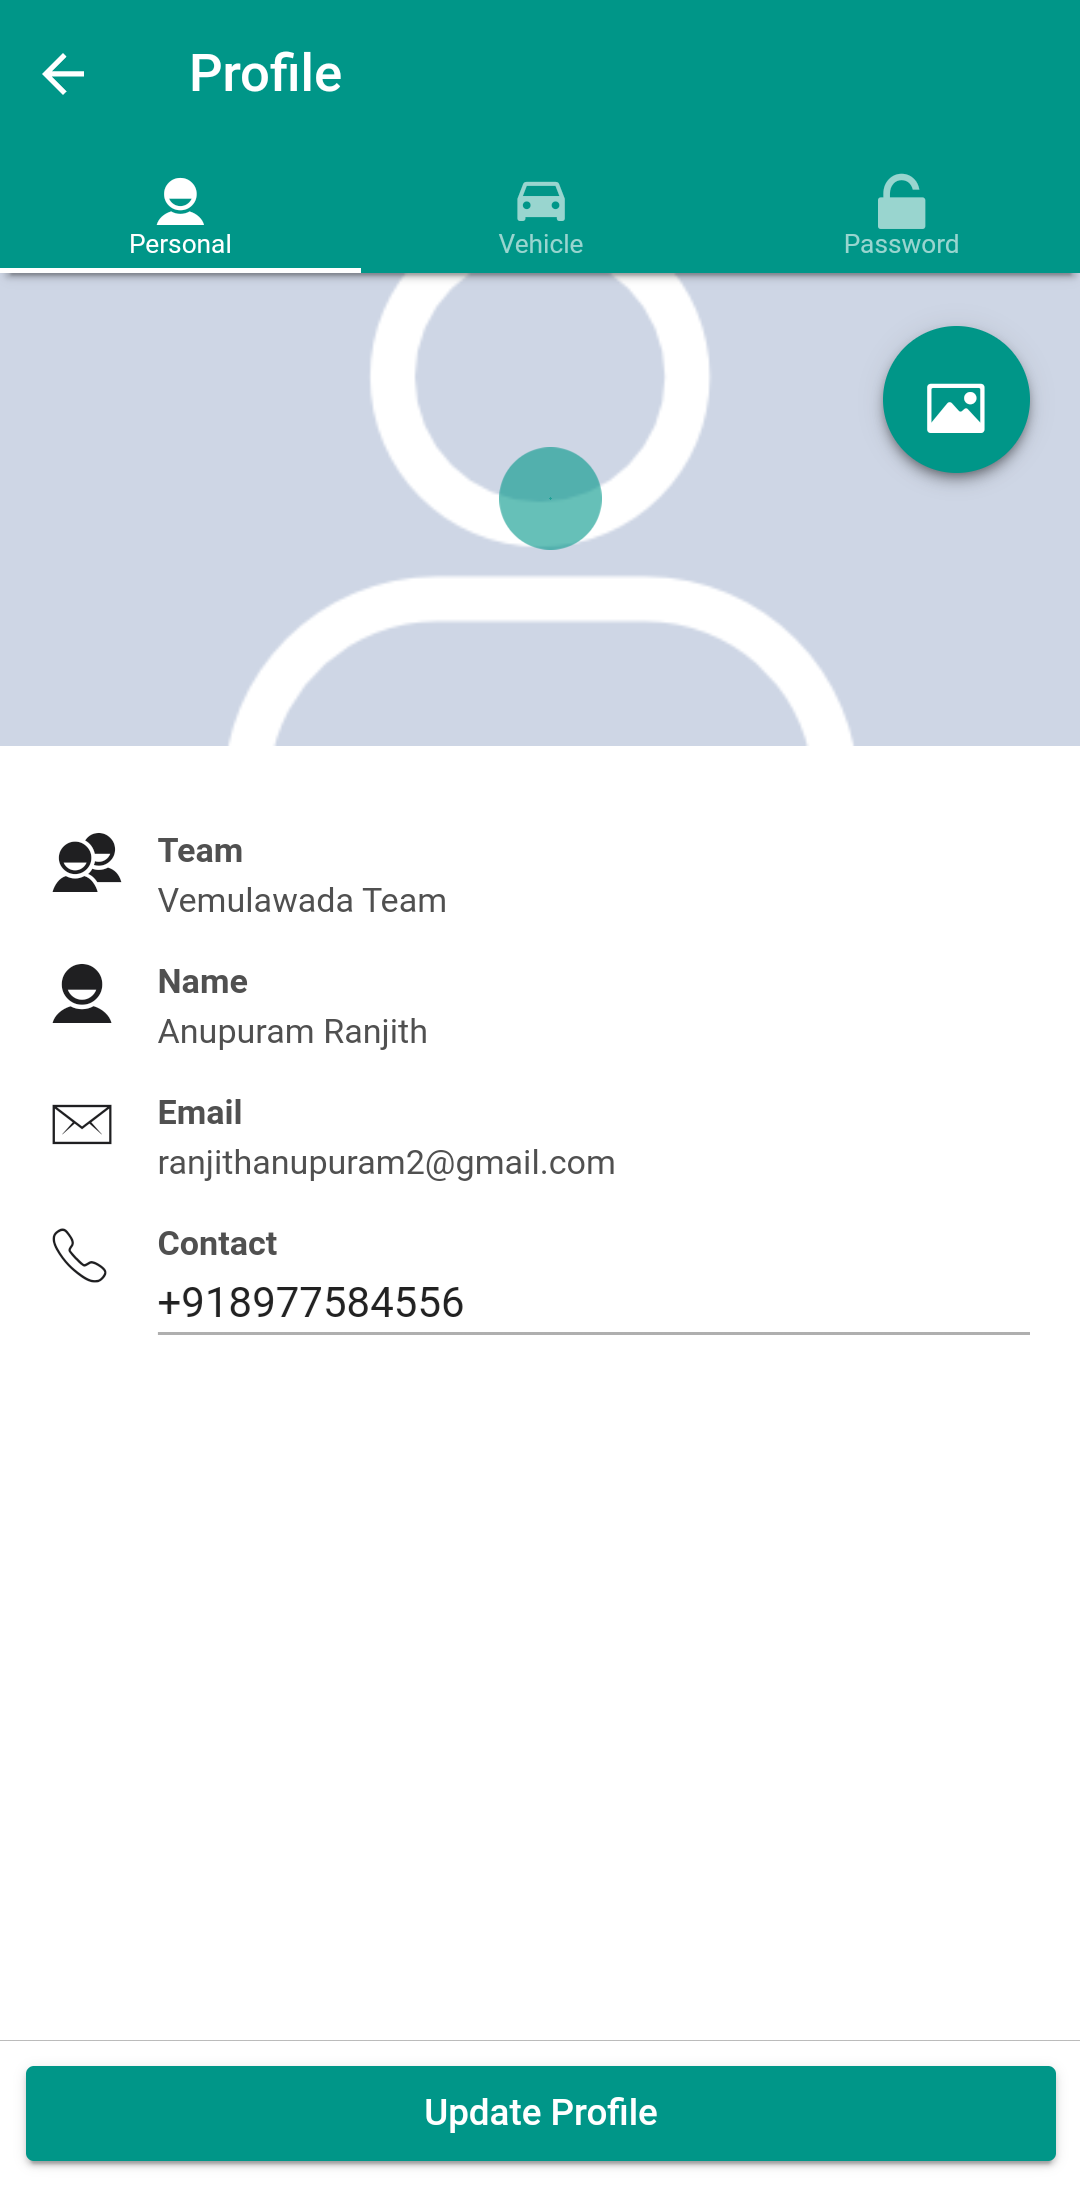 Profile
Personal
Vehicle
Password
Team
Vemulawada Team
Name
Anupuram Ranjith
Email
ranjithanupuram2@gmail.com
Contact
+918977584556
Update Profile